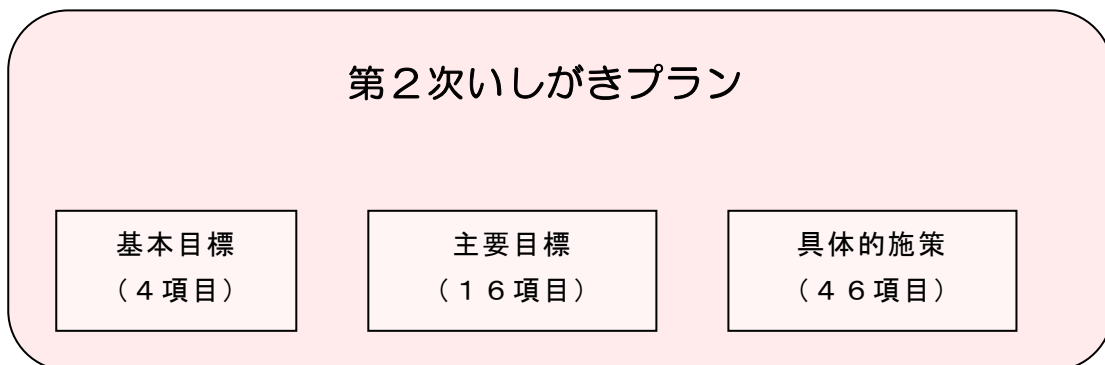 第２次いしがきプラン
基本目標
（４項目）
主要目標
（１６項目）
具体的施策
（４６項目）